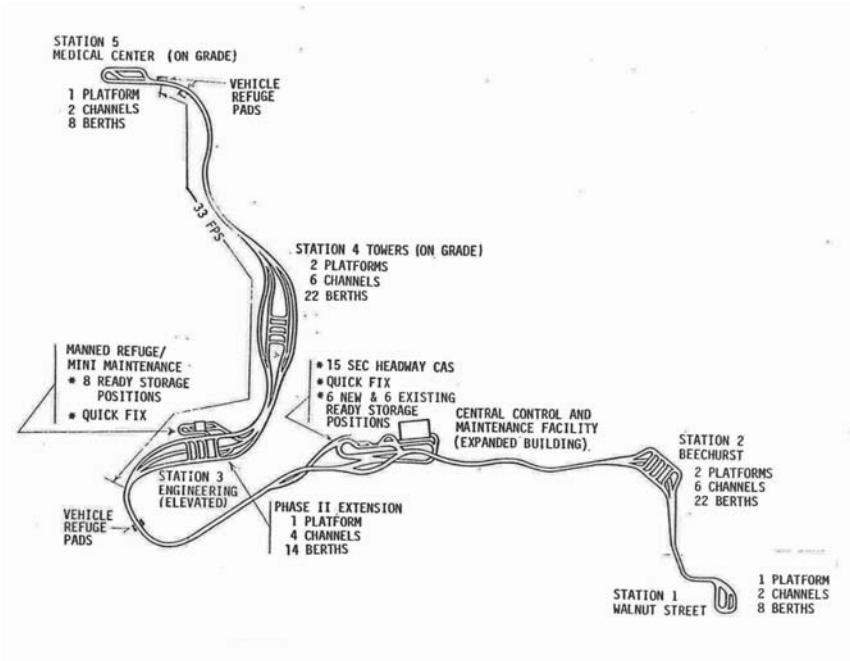 STATION 5
MEDICAL CENTER (ON GRADE)
1 PLATFORM
2 CHANNELS
8 BERTHS
VEHICLE
REFUGE
PADS
33 FPS
STATION 4 TOWERS (ON GRADE)
2 PLATFORMS
6 CHANNELS
22 BERTHS
MANNED REFUGE/
MINI MAINTENANCE
* 8 READY STORAGE
POSITIONS
* QUICK FIX
* 15 SEC HEADWAY CAS
* QUICK FIX
* 6 NEW & 6 EXISTING
READY STORAGE
POSITIONS
CENTRAL CONTROL AND
MAINTENANCE FACILITY
(EXPANDED BUILDING)
STATION 2
BEECHURST
2 PLATFORMS
6 CHANNELS
22 BERTHS
STATION 3
ENGINEERING
(ELEVATED)
VEHICLE
REFUGE
PADS
PHASE II EXTENSION
1 PLATFORM
4 CHANNELS
14 BERTHS
STATION 1
WALNUT STREET
1 PLATFORM
2 CHANNELS
8 BERTHS